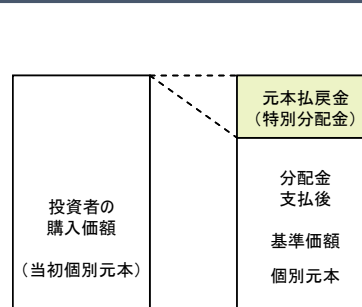 投資者の
購入価額
（当初個別元本）
元本払戻金
（特別分配金）
分配金
支払後
基準価額
個別元本